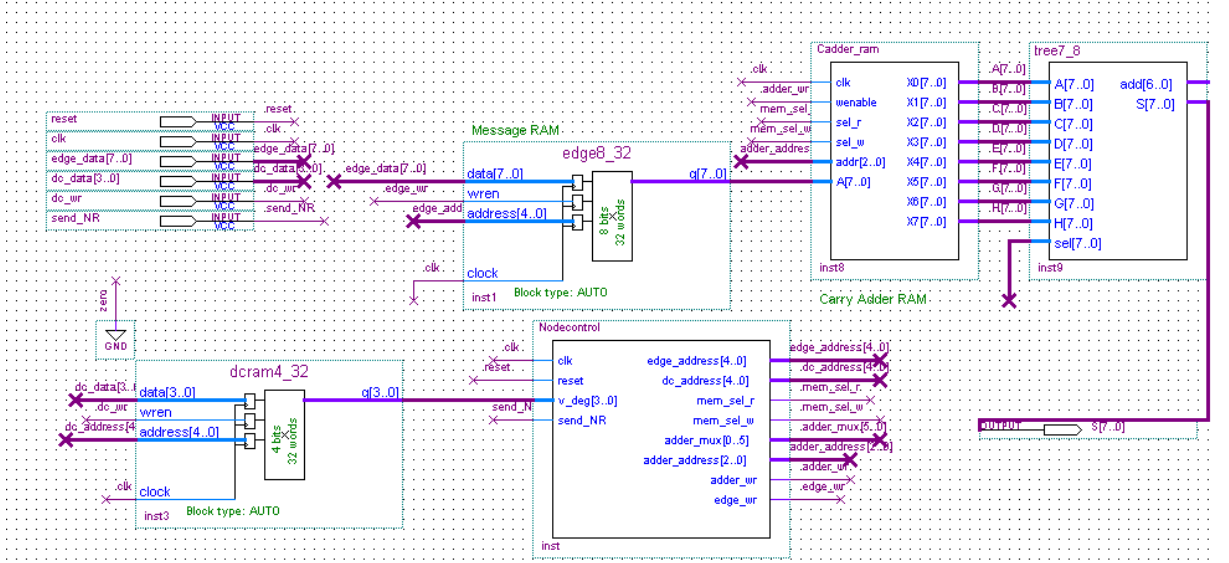 reset INPUT VCC reset
clk INPUT VCC clk
edge_data[7..0] INPUT VCC edge_data[7..0]
dc_data[3..0] INPUT VCC dc_data[3..0]
dc_wr INPUT VCC dc_wr
send_NR INPUT VCC send_NR
zero
GND
Message RAM
edge8_32
edge_data[7..0] data[7..0] q[7..0]
edge_wr wren
edge_add address[4..0]
8 bits
32 words
clk clock
inst1 Block type: AUTO
Cadder_ram
clk clk X0[7..0] A[7..0]
adder_wr wenable X1[7..0] B[7..0]
mem_sel_ sel_r X2[7..0] C[7..0]
mem_sel_w sel_w X3[7..0] D[7..0]
adder_addres addr[2..0] X4[7..0] E[7..0]
A[7..0] X5[7..0] F[7..0]
X6[7..0] G[7..0]
X7[7..0] H[7..0]
inst8
Carry Adder RAM
tree7_8
A[7..0] add[6..0]
B[7..0] S[7..0]
C[7..0]
D[7..0]
E[7..0]
F[7..0]
G[7..0]
H[7..0]
sel[7..0]
inst9
dcram4_32
dc_data[3.. data[3..0] q[3..0]
dc_wr wren
dc_address[4 address[4..0]
4 bits
32 words
clk clock
inst3 Block type: AUTO
Nodecontrol
clk clk edge_address[4..0] edge_address[4..0]
reset reset dc_address[4..0] dc_address[4..0]
v_deg[3..0] mem_sel_r mem_sel_r
send_N send_NR mem_sel_w mem_sel_w
adder_mux[0..5] adder_mux[5..0]
adder_address[2..0] adder_address[2..0]
adder_wr adder_wr
edge_wr edge_wr
inst
OUTPUT S[7..0]